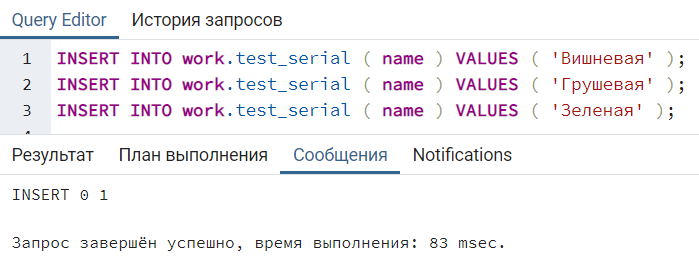 Query Editor История запросов
1 INSERT INTO work.test_serial ( name ) VALUES ( 'Вишневая' );
2 INSERT INTO work.test_serial ( name ) VALUES ( 'Грушевая' );
3 INSERT INTO work.test_serial ( name ) VALUES ( 'Зеленая' );
Результат План выполнения Сообщения Notifications
INSERT 0 1
Запрос завершён успешно, время выполнения: 83 msec.